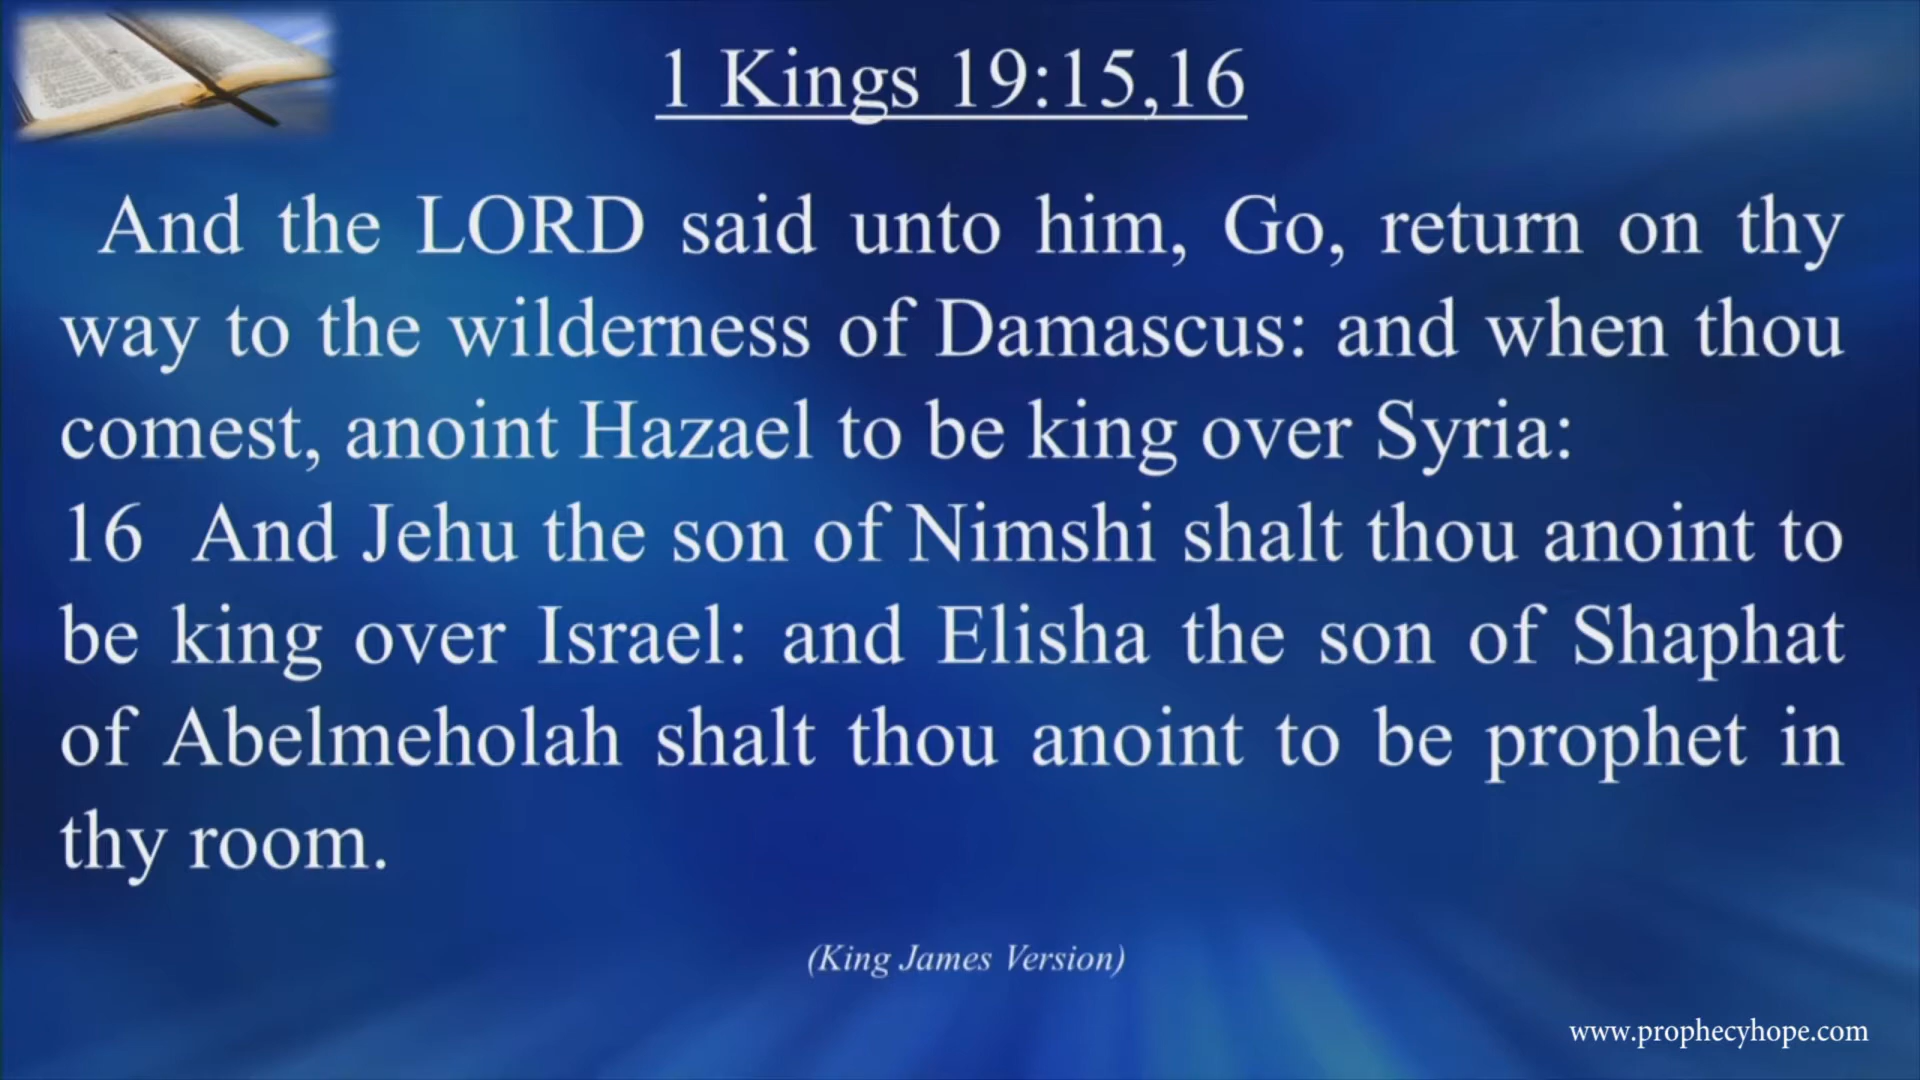 1 Kings 19:15,16
And the LORD said unto him, Go, return on thy
way to the wilderness of Damascus: and when thou
comest, anoint Hazael to be king over Syria:
16 And Jehu the son of Nimshi shalt thou anoint to
be king over Israel: and Elisha the son of Shaphat
of Abelmeholah shalt thou anoint to be prophet in
thy room.
(King James Version)
www.prophecyhope.com